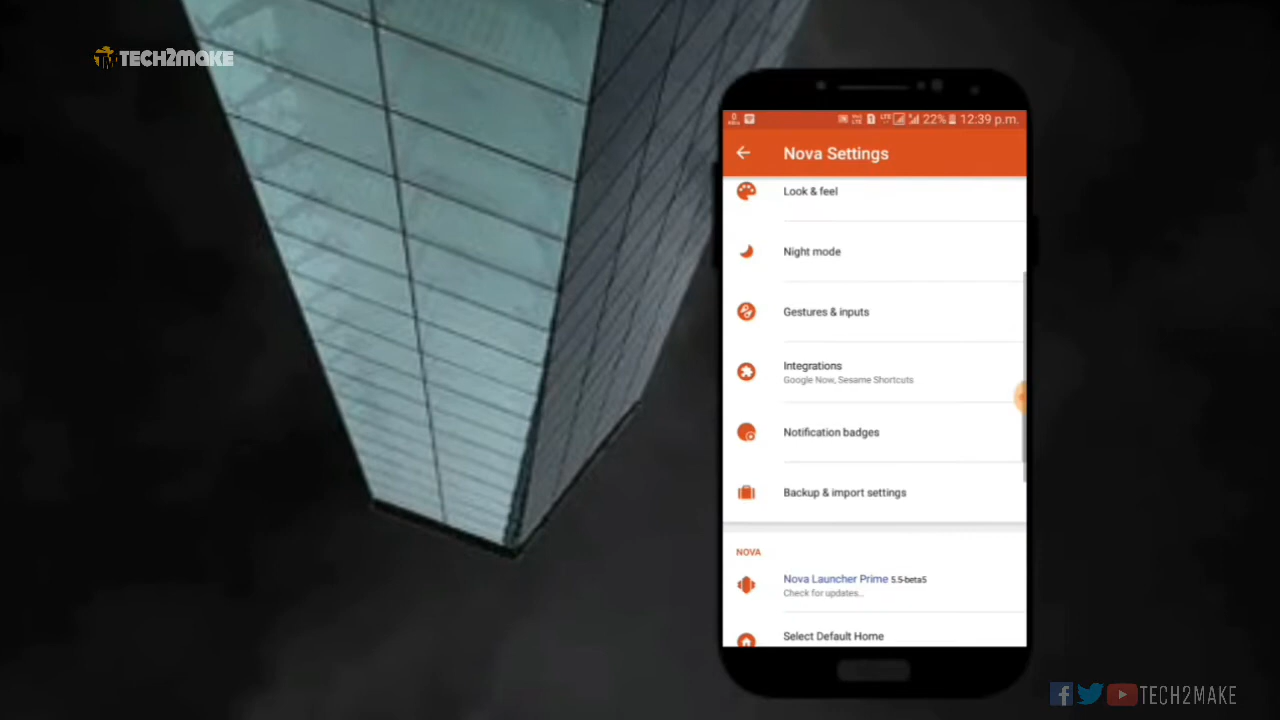 TECH2MAKE
22% 12:39 p.m.
Nova Settings
Look & feel
Night mode
Gestures & inputs
Integrations
Google Now, Sesame Shortcuts
Notification badges
Backup & import settings
NOVA
Nova Launcher Prime 5.5-beta5
Check for updates..
Select Default Home
TECH2MAKE